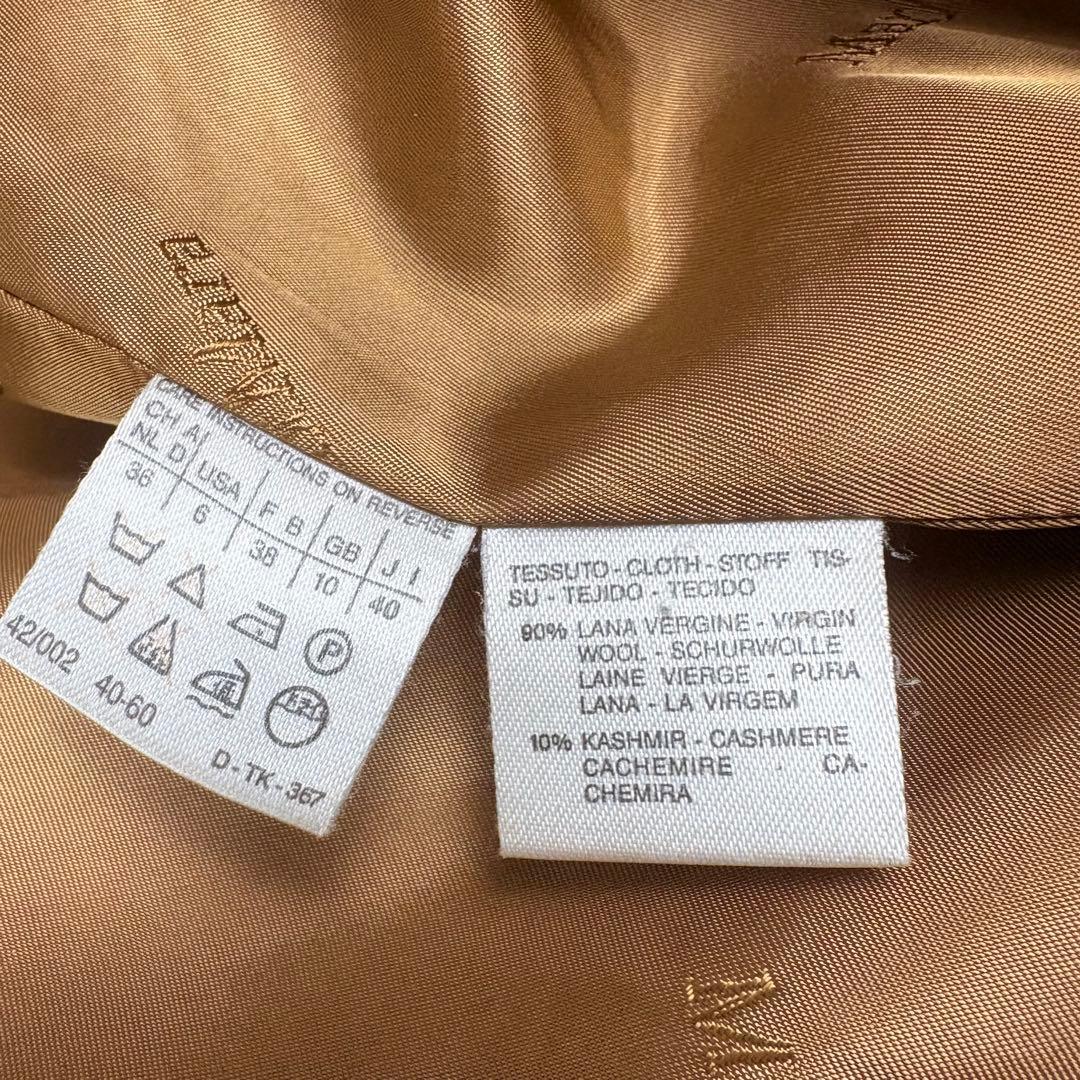 CARE INSTRUCTIONS ON REVERSE
CH A
NL D USA F B GB J I
36 6 38 10 40
P
42/002 40-60
D-TK-367
TESSUTO-CLOTH-STOFF TIS-
SU-TEJIDO-TECIDO
90% LANA VERGINE-VIRGIN
WOOL-SCHURWOLLE
LAINE VIERGE-PURA
LANA-LA VIRGEM
10% KASHMIR-CASHMERE
CACHEMIRE - CA-
CHEMIRA